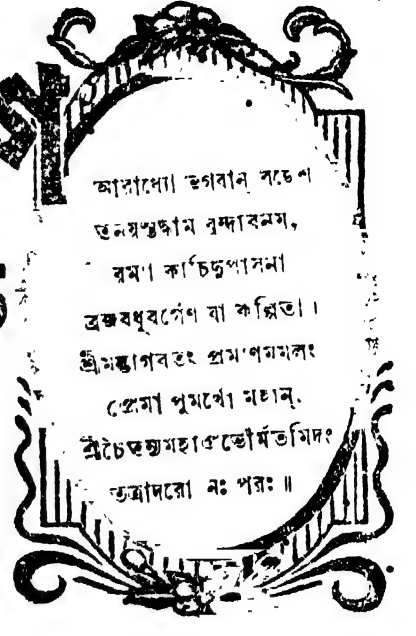 আরাধ্যো ভগবান্ ব্রজেশ
তনয়স্তদ্ধাম বৃন্দাবনম্,
রম্যা কাচিদুপাসনা
ব্রজবধূবর্গেণ যা কল্পিতা।
শ্রীমদ্ভাগবতং প্রমাণমমলং
প্রেমা পুমর্থো মহান্,
শ্রীচৈতন্যমহাপ্রভোর্মতমিদং
তত্রাদরো নঃ পরঃ॥